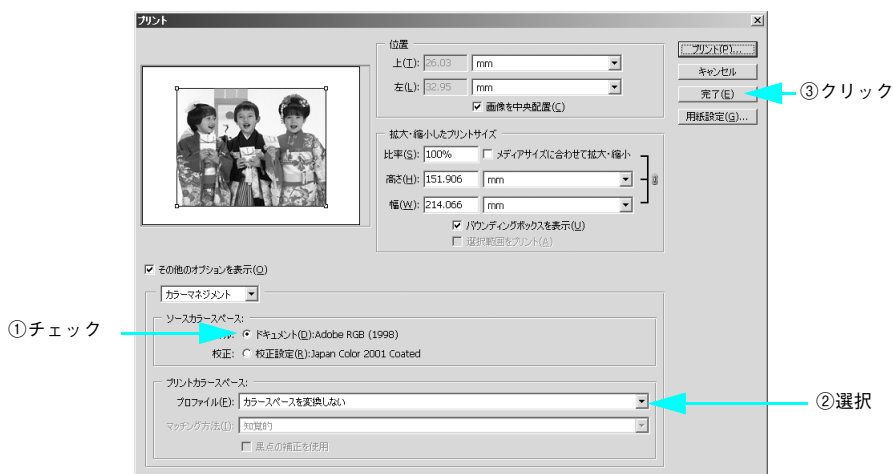 プリント
位置
上(T): 26.03 mm
左(L): 32.95 mm
画像を中央配置(C)
プリント(P)...
キャンセル
完了(E)
用紙設定(G)...
③クリック
拡大・縮小したプリントサイズ
比率(S): 100% メディアサイズに合わせて拡大・縮小
高さ(H): 151.906 mm
幅(W): 214.066 mm
バウンディングボックスを表示(U)
選択範囲をプリント(A)
その他のオプションを表示(O)
カラーマネジメント
ソースカラースペース:
①チェック
ドキュメント(D):Adobe RGB (1998)
校正: 校正設定(R):Japan Color 2001 Coated
プリントカラースペース:
プロファイル(F): カラースペースを変換しない
②選択
マッチング方法(I): 知覚的
黒点の補正を使用